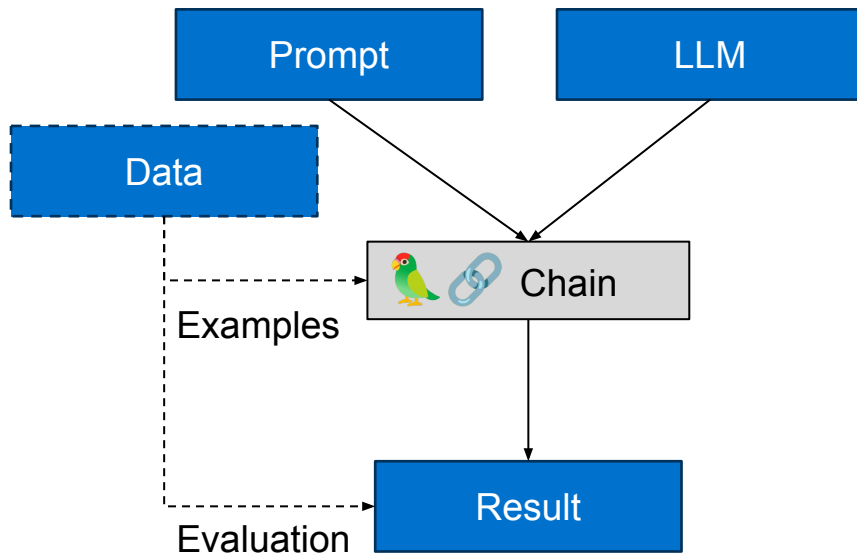 Prompt
LLM
Data
Chain
Examples
Result
Evaluation